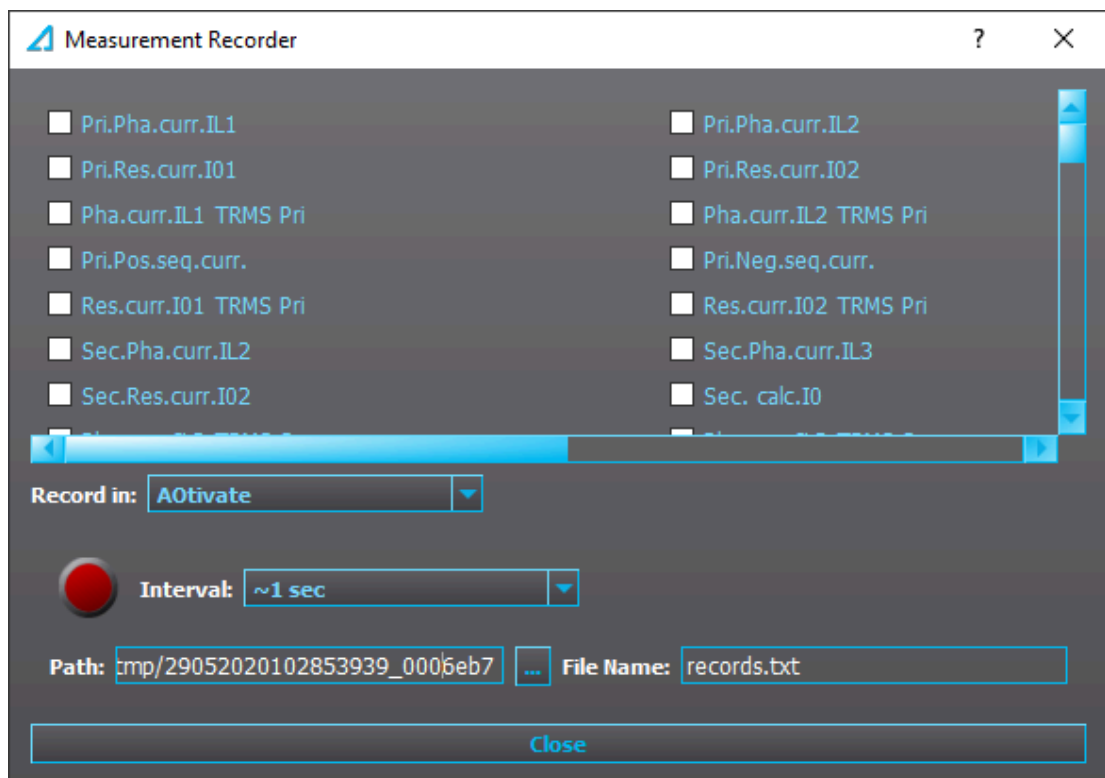 Measurement Recorder ? ×
Pri.Pha.curr.IL1 Pri.Pha.curr.IL2
Pri.Res.curr.I01 Pri.Res.curr.I02
Pha.curr.IL1 TRMS Pri Pha.curr.IL2 TRMS Pri
Pri.Pos.seq.curr. Pri.Neg.seq.curr.
Res.curr.I01 TRMS Pri Res.curr.I02 TRMS Pri
Sec.Pha.curr.IL2 Sec.Pha.curr.IL3
Sec.Res.curr.I02 Sec. calc.I0
Record in: AQtivate
Interval: ~1 sec
Path: tmp/29052020102853939_0006eb7 ... File Name: records.txt
Close